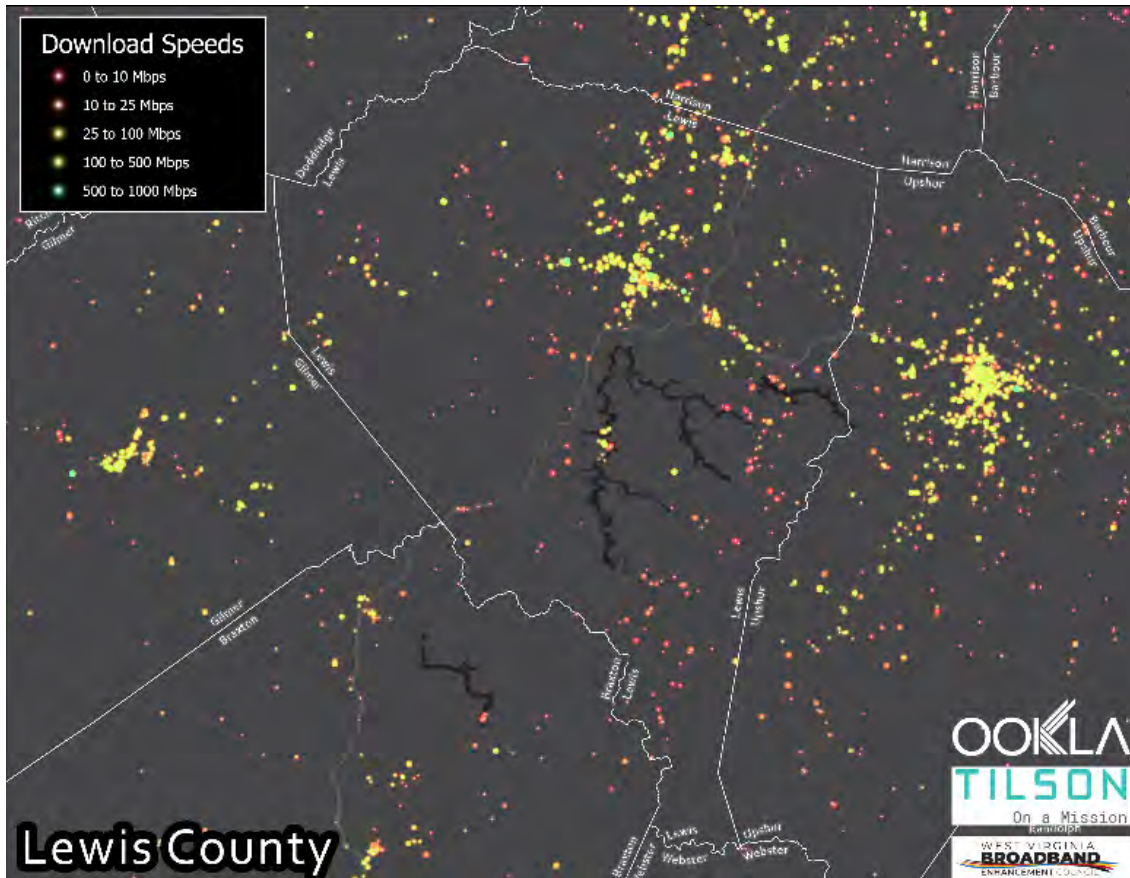 Download Speeds
0 to 10 Mbps
10 to 25 Mbps
25 to 100 Mbps
100 to 500 Mbps
500 to 1000 Mbps
Harrison
Barbour
Harrison
Lewis
Doddridge
Lewis
Harrison
Upshur
Gilmer
Barbour
Upshur
Lewis
Gilmer
Lewis
Upshur
Gilmer
Braxton
Braxton
Lewis
OOKLA
TILSON
On a Mission
Randolph
Lewis
Webster
Upshur
Webster
Braxton
Webster
WEST VIRGINIA
BROADBAND
ENHANCEMENT COUNCIL
Lewis County